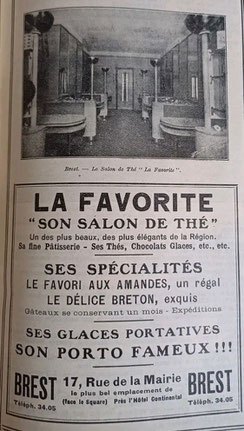 Brest. — Le Salon de Thé "La Favorite".
LA FAVORITE
"SON SALON DE THÉ"
Un des plus beaux, des plus élégants de la Région.
Sa fine Pâtisserie - Ses Thés, Chocolats Glaces, etc., etc.
SES SPÉCIALITÉS
LE FAVORI AUX AMANDES, un régal
LE DÉLICE BRETON, exquis
Gâteaux se conservant un mois - Expéditions
SES GLACES PORTATIVES
SON PORTO FAMEUX !!!
BREST 17, Rue de la Mairie BREST
le plus bel emplacement de
Téléph. 34.05 (face le Square) Près l'Hôtel Continental Téléph. 34.05